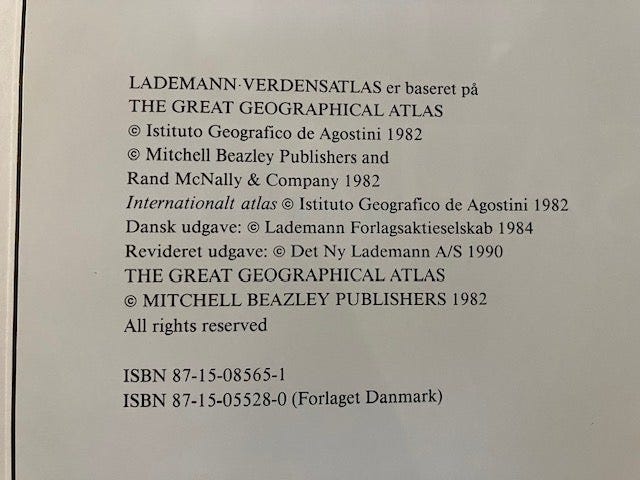 LADEMANN·VERDENSATLAS er baseret på
THE GREAT GEOGRAPHICAL ATLAS
© Istituto Geografico de Agostini 1982
© Mitchell Beazley Publishers and
Rand McNally & Company 1982
Internationalt atlas © Istituto Geografico de Agostini 1982
Dansk udgave: © Lademann Forlagsaktieselskab 1984
Revideret udgave: © Det Ny Lademann A/S 1990
THE GREAT GEOGRAPHICAL ATLAS
© MITCHELL BEAZLEY PUBLISHERS 1982
All rights reserved
ISBN 87-15-08565-1
ISBN 87-15-05528-0 (Forlaget Danmark)